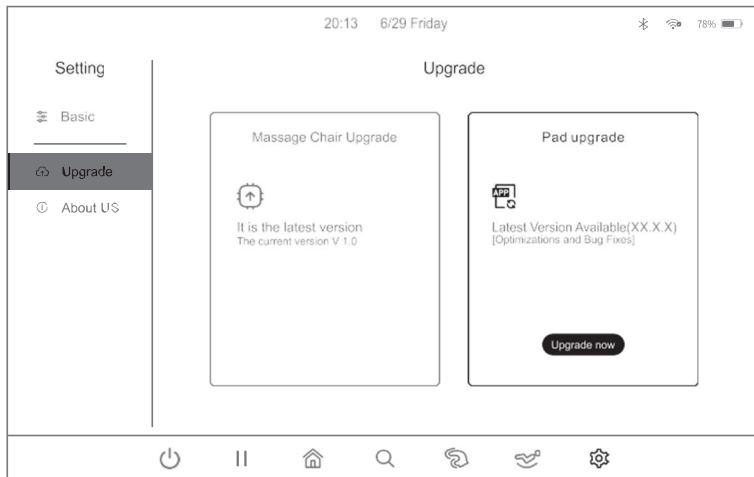 20:13 6/29 Friday 78%
Setting
Basic
Upgrade
About US
Upgrade
Massage Chair Upgrade
It is the latest version
The current version V 1.0
Pad upgrade
APP
Latest Version Available(XX.X.X)
[Optimizations and Bug Fixes]
Upgrade now